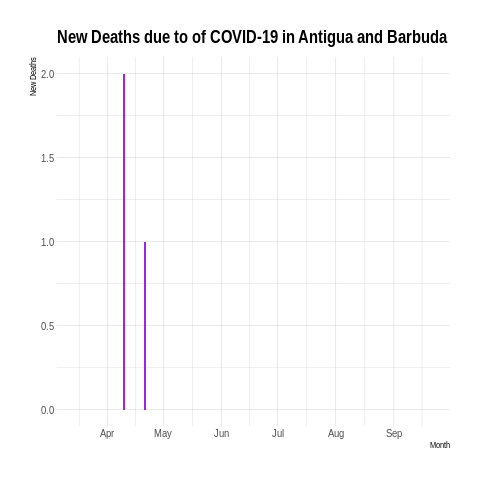 New Deaths due to of COVID-19 in Antigua and Barbuda
New Deaths
2.0
1.5
1.0
0.5
0.0
Apr May Jun Jul Aug Sep
Month